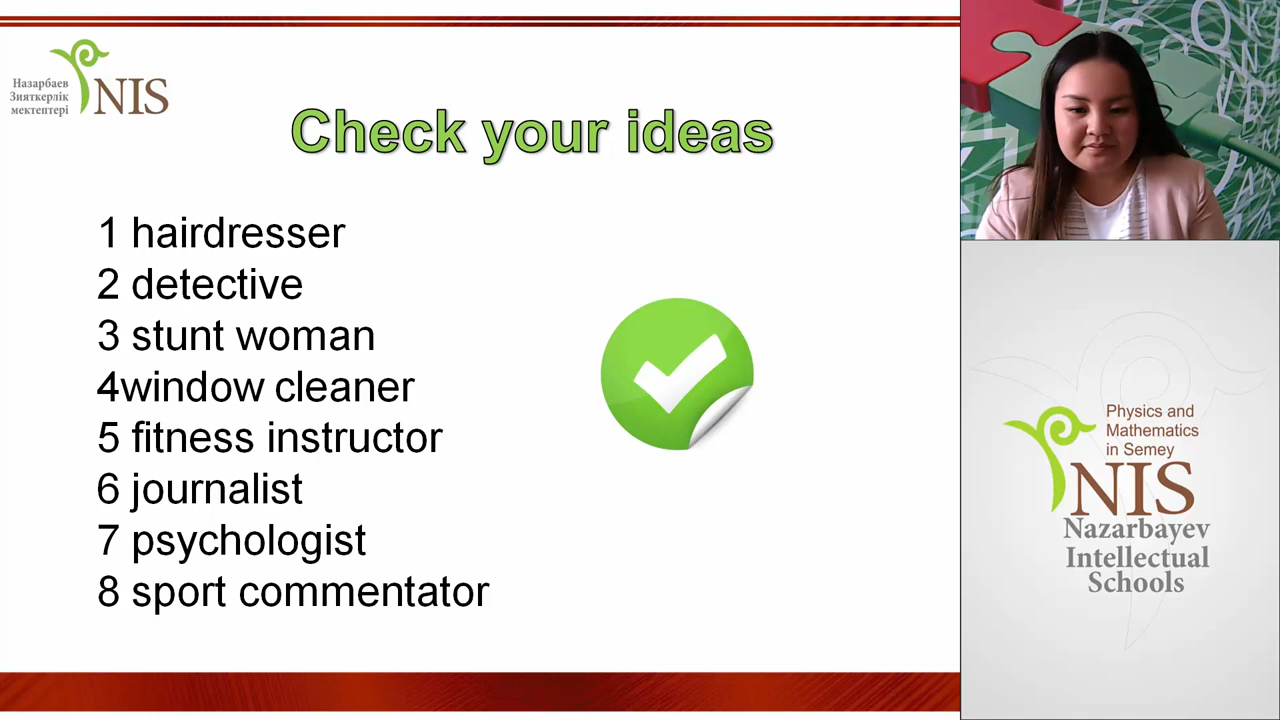 Назарбаев
Зияткерлік
мектептері
NIS
Check your ideas
1 hairdresser
2 detective
3 stunt woman
4window cleaner
5 fitness instructor
6 journalist
7 psychologist
8 sport commentator
Physics and
Mathematics
in Semey
NIS
Nazarbayev
Intellectual
Schools